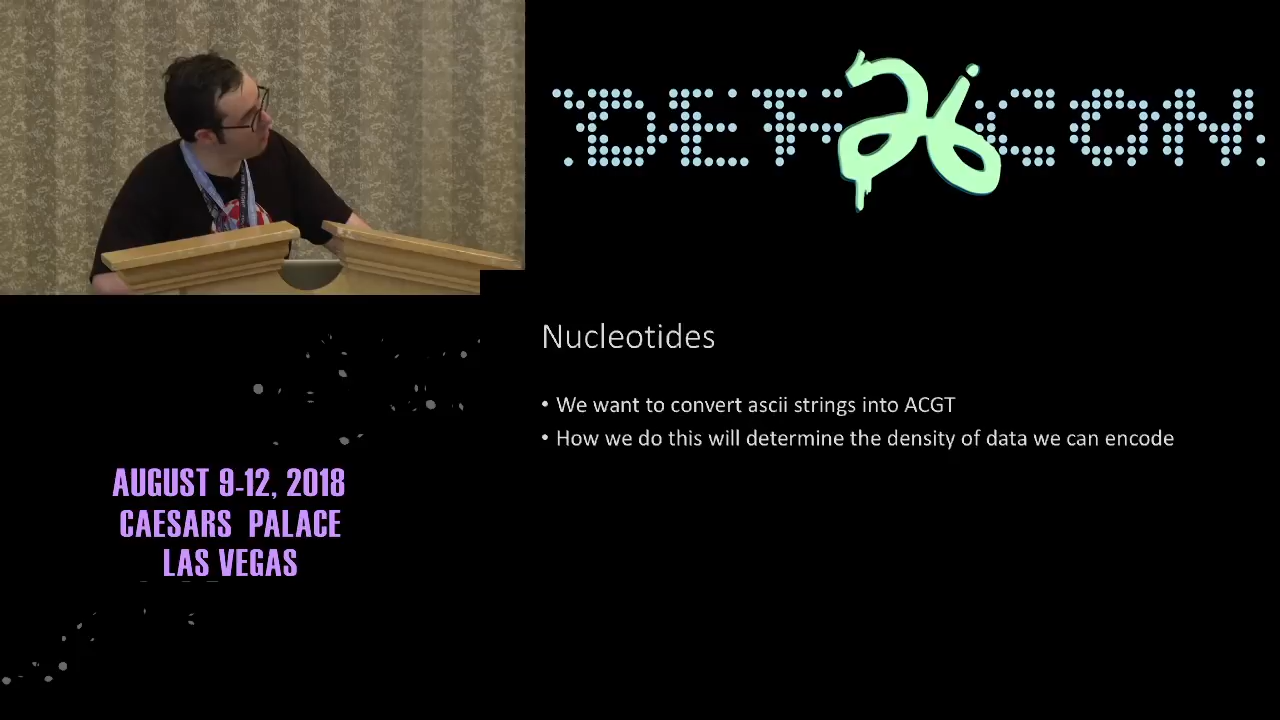 DEF 26 CON
Nucleotides
• We want to convert ascii strings into ACGT
• How we do this will determine the density of data we can encode
AUGUST 9-12, 2018
CAESARS PALACE
LAS VEGAS